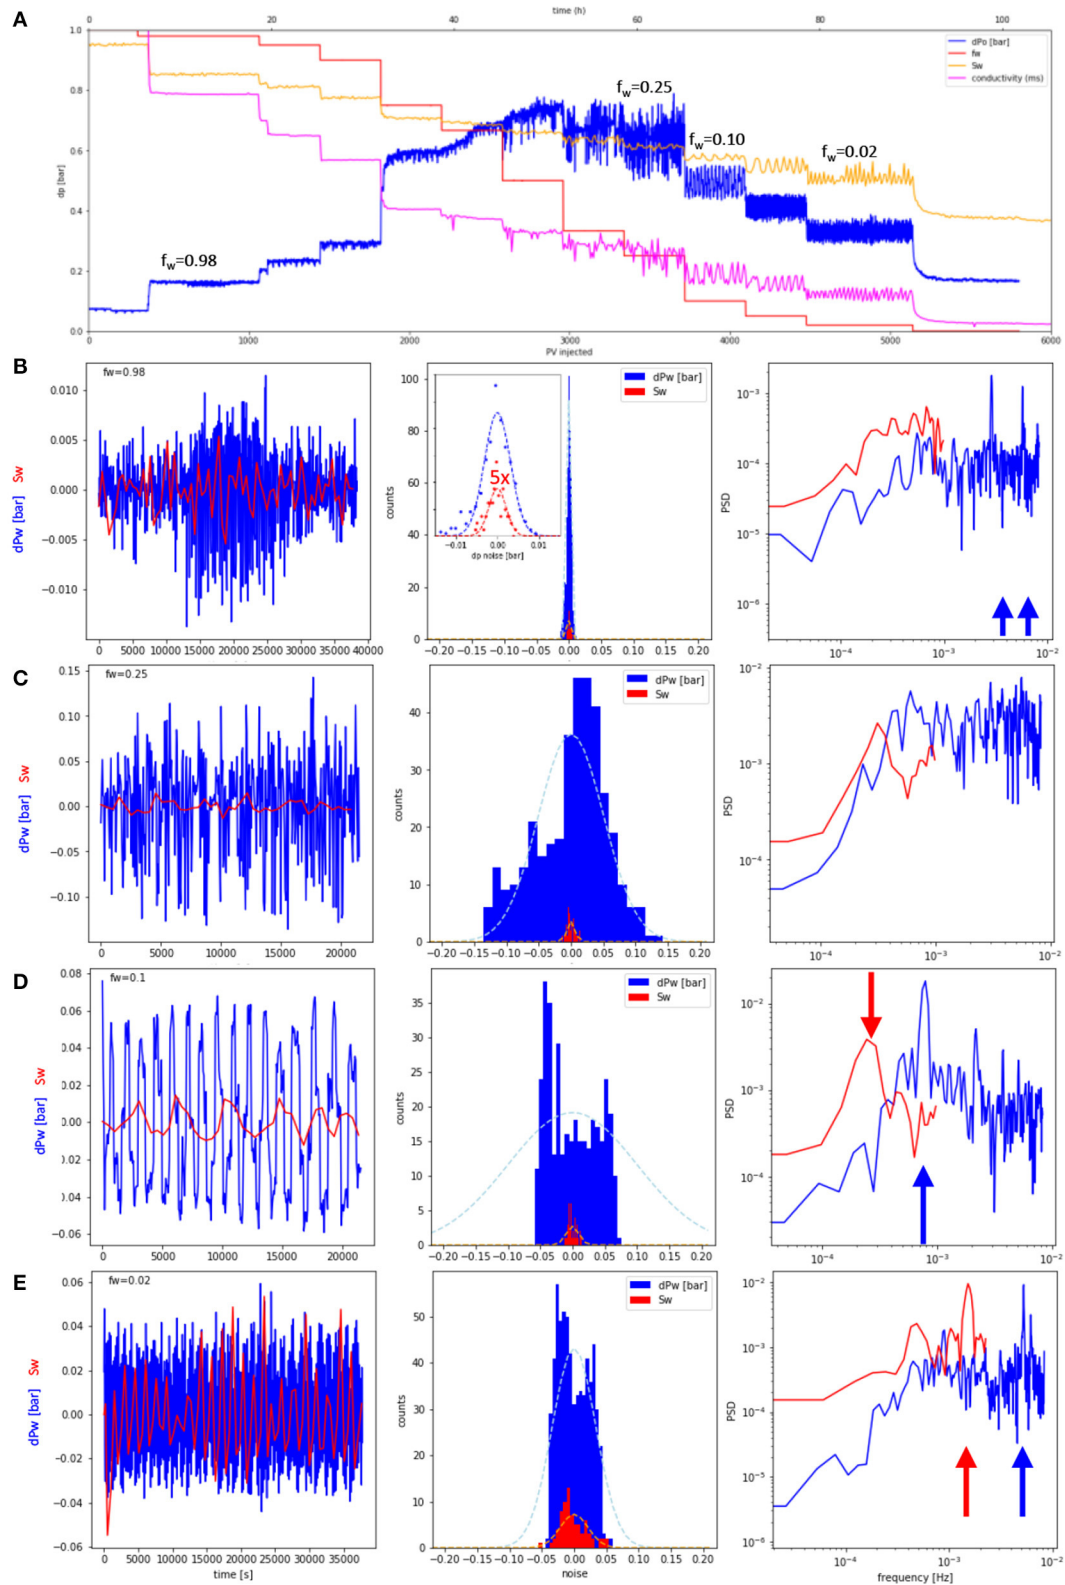 A
time (h)
0 20 40 60 80 100
1.0
0.8
0.6
0.4
0.2
0.0
dp [bar]
dPo [bar]
fw
Sw
conductivity (ms)
fw=0.98
fw=0.25
fw=0.10
fw=0.02
0 1000 2000 3000 4000 5000 6000
PV injected
B
fw=0.98
dPw [bar] Sw
0.010
0.005
0.000
−0.005
−0.010
0 5000 10000 15000 20000 25000 30000 35000 40000
counts
100
80
60
40
20
0
dPw [bar]
Sw
5x
−0.01 0.00 0.01
dp noise [bar]
−0.20 −0.15 −0.10 −0.05 0.00 0.05 0.10 0.15 0.20
PSD
10⁻³
10⁻⁴
10⁻⁵
10⁻⁶
10⁻⁴ 10⁻³ 10⁻²
C
fw=0.25
dPw [bar] Sw
0.15
0.10
0.05
0.00
−0.05
−0.10
0 5000 10000 15000 20000
counts
40
30
20
10
0
dPw [bar]
Sw
−0.20 −0.15 −0.10 −0.05 0.00 0.05 0.10 0.15 0.20
PSD
10⁻²
10⁻³
10⁻⁴
10⁻⁴ 10⁻³ 10⁻²
D
fw=0.1
dPw [bar] Sw
0.08
0.06
0.04
0.02
0.00
0.02
0.04
−0.06
0 5000 10000 15000 20000
counts
35
30
25
20
15
10
5
0
dPw [bar]
Sw
−0.20 −0.15 −0.10 −0.05 0.00 0.05 0.10 0.15 0.20
PSD
10⁻²
10⁻³
10⁻⁴
10⁻⁴ 10⁻³ 10⁻²
E
fw=0.02
dPw [bar] Sw
0.06
0.04
0.02
0.00
−0.02
−0.04
−0.06
0 5000 10000 15000 20000 25000 30000 35000
time [s]
counts
50
40
30
20
10
0
dPw [bar]
Sw
−0.20 −0.15 −0.10 −0.05 0.00 0.05 0.10 0.15 0.20
noise
PSD
10⁻²
10⁻³
10⁻⁴
10⁻⁵
10⁻⁶
10⁻⁴ 10⁻³ 10⁻²
frequency [Hz]